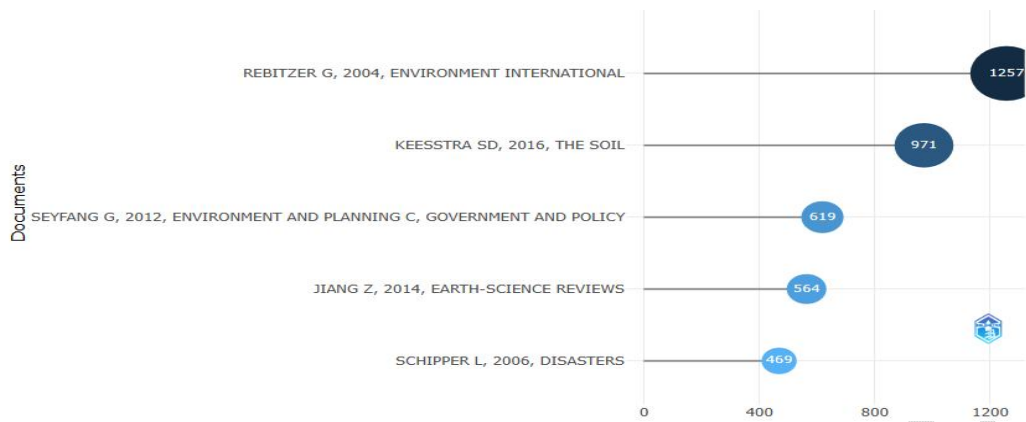 REBITZER G, 2004, ENVIRONMENT INTERNATIONAL
1257
KEESSTRA SD, 2016, THE SOIL
971
Documents
SEYFANG G, 2012, ENVIRONMENT AND PLANNING C, GOVERNMENT AND POLICY
619
JIANG Z, 2014, EARTH-SCIENCE REVIEWS
564
SCHIPPER L, 2006, DISASTERS
469
0 400 800 1200